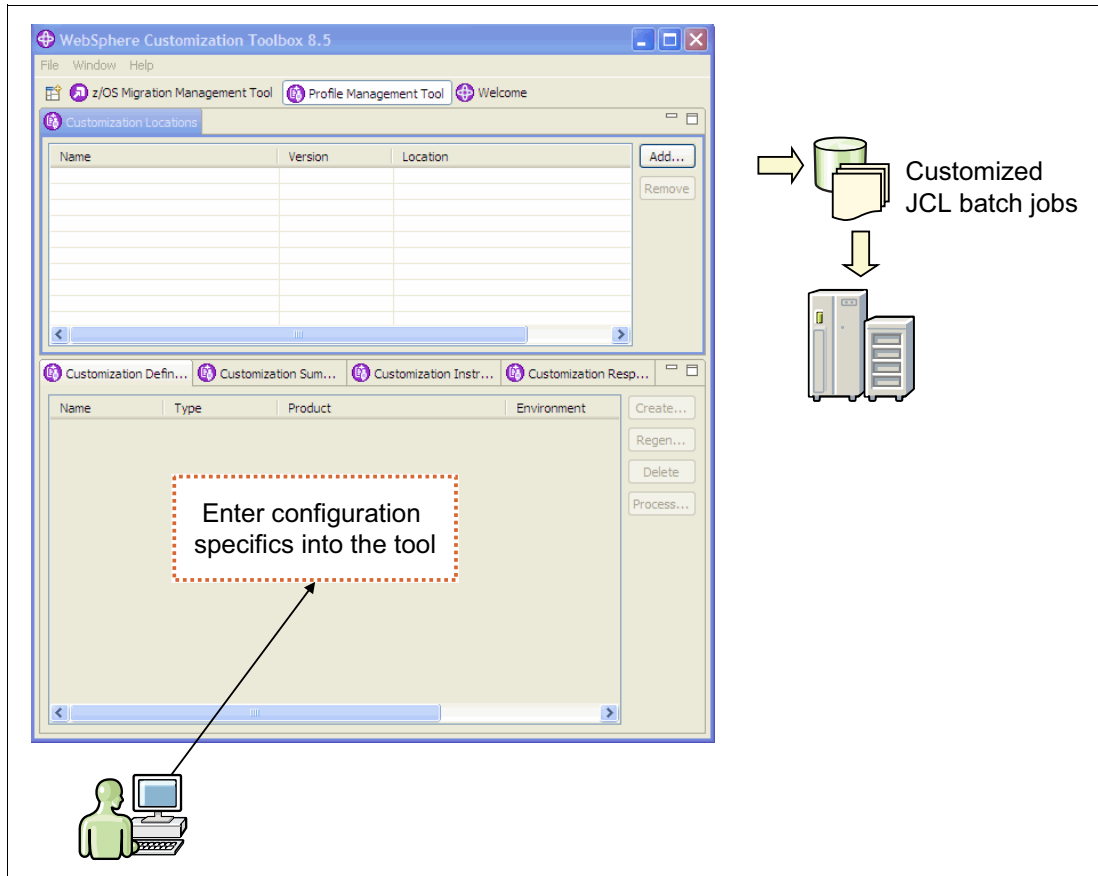 WebSphere Customization Toolbox 8.5
File Window Help
z/OS Migration Management Tool Profile Management Tool Welcome
Customization Locations
Name Version Location
Add...
Remove
Customized
JCL batch jobs
Customization Defin... Customization Sum... Customization Instr... Customization Resp...
Name Type Product Environment
Create...
Regen...
Delete
Process...
Enter configuration
specifics into the tool